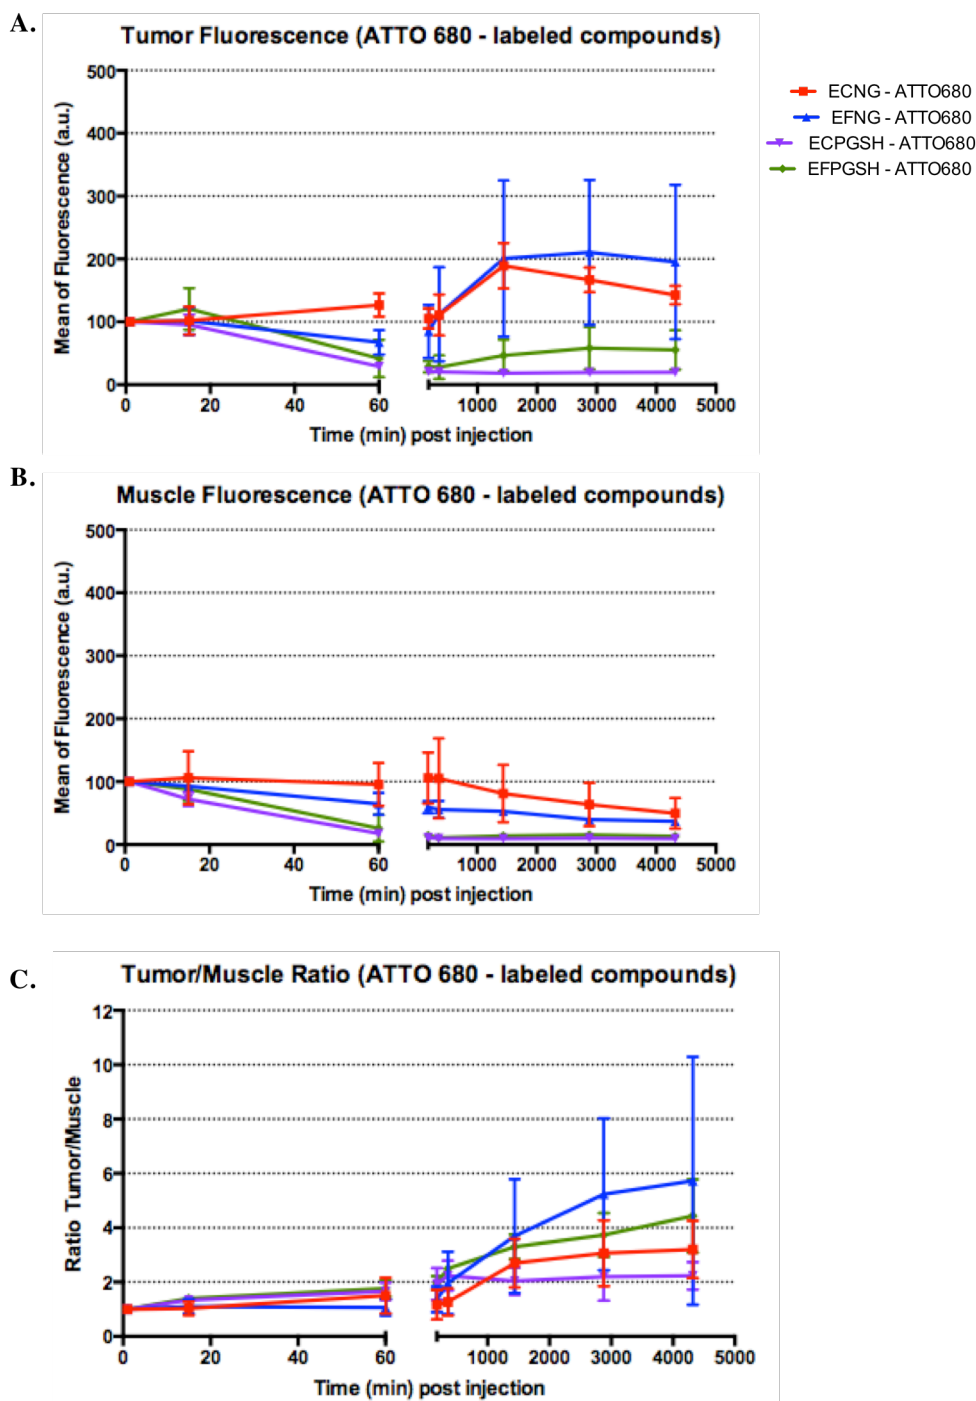 A.
Tumor Fluorescence (ATTO 680 - labeled compounds)
Mean of Fluorescence (a.u.)
500
400
300
200
100
0
0 20 40 60 1000 2000 3000 4000 5000
Time (min) post injection
ECNG - ATTO680
EFNG - ATTO680
ECPGSH - ATTO680
EFPGSH - ATTO680
B.
Muscle Fluorescence (ATTO 680 - labeled compounds)
Mean of Fluorescence (a.u.)
500
400
300
200
100
0
0 20 40 60 1000 2000 3000 4000 5000
Time (min) post injection
C.
Tumor/Muscle Ratio (ATTO 680 - labeled compounds)
Ratio Tumor/Muscle
12
10
8
6
4
2
0
0 20 40 60 1000 2000 3000 4000 5000
Time (min) post injection